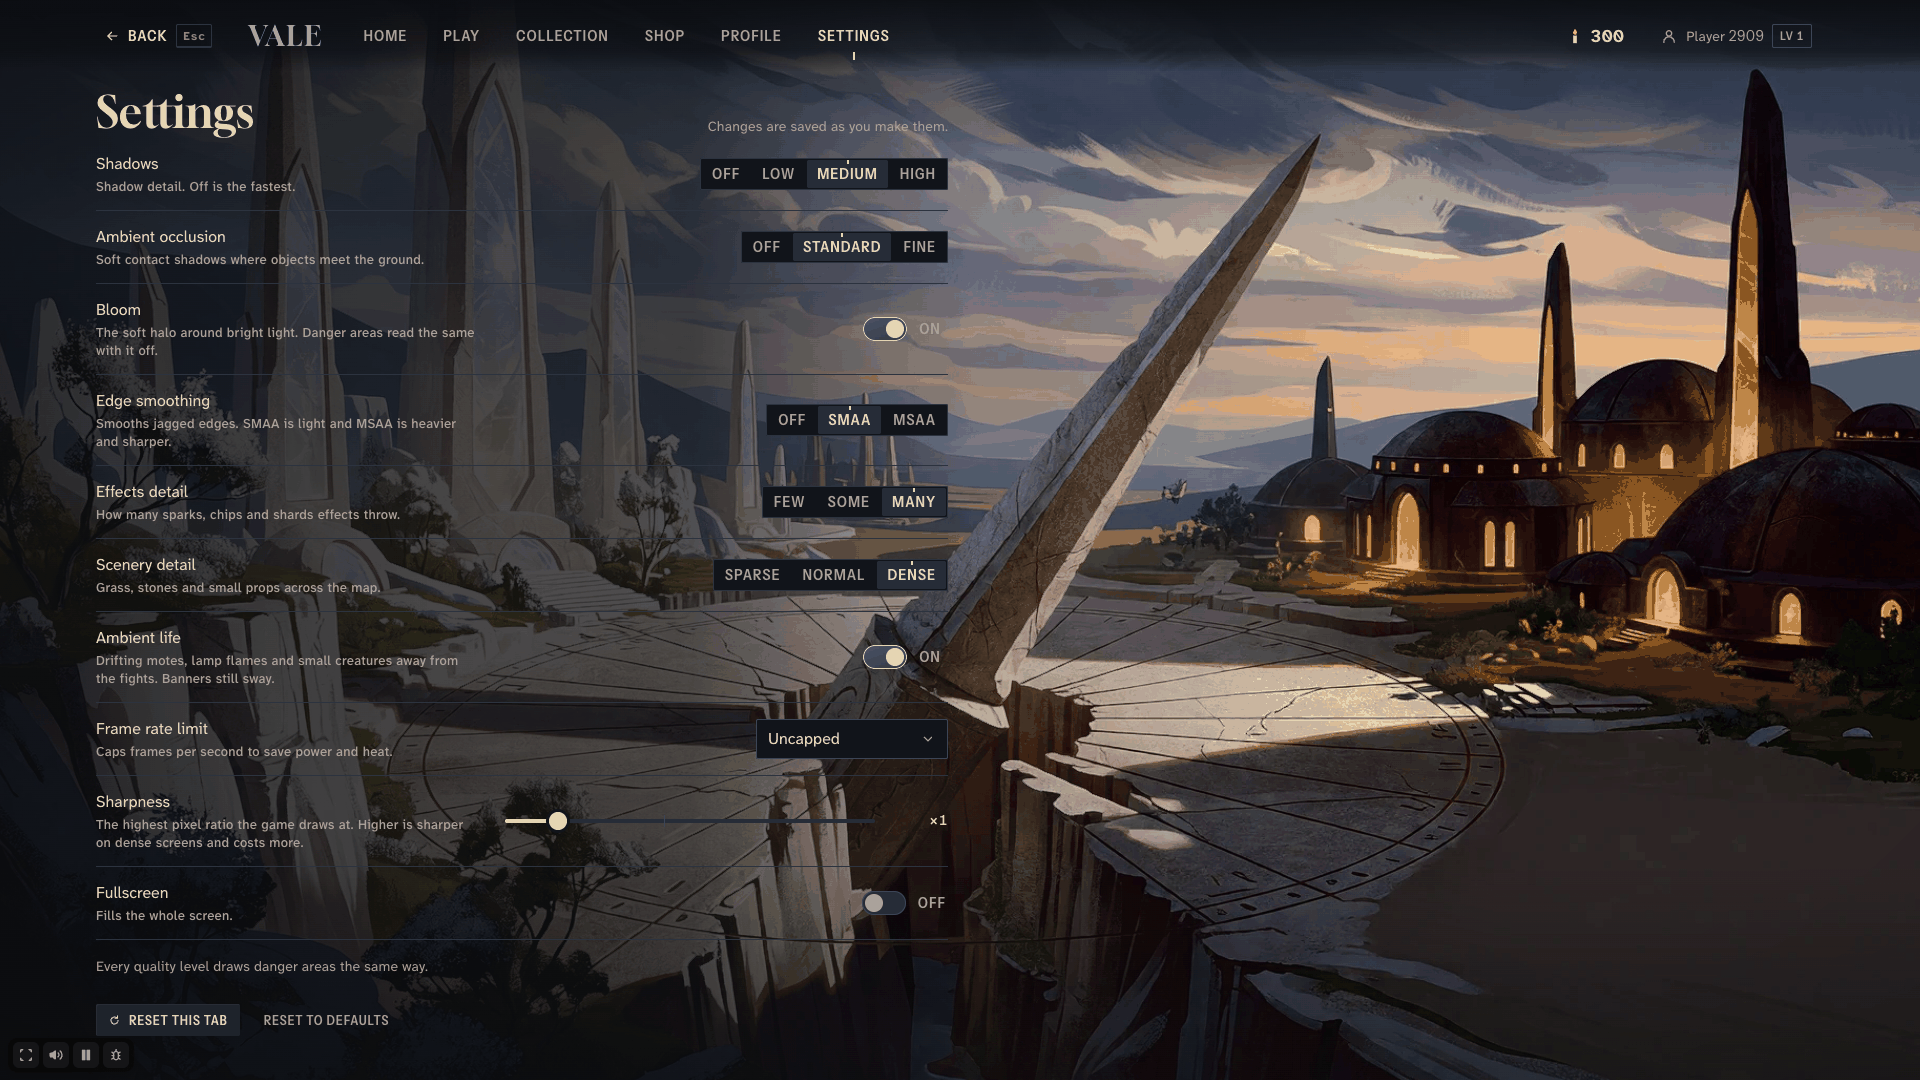 BACK Esc VALE HOME PLAY COLLECTION SHOP PROFILE SETTINGS 300 Player 2909 LV 1
Settings
Changes are saved as you make them.
Shadows
Shadow detail. Off is the fastest.
OFF LOW MEDIUM HIGH
Ambient occlusion
Soft contact shadows where objects meet the ground.
OFF STANDARD FINE
Bloom
The soft halo around bright light. Danger areas read the same
with it off.
ON
Edge smoothing
Smooths jagged edges. SMAA is light and MSAA is heavier
and sharper.
OFF SMAA MSAA
Effects detail
How many sparks, chips and shards effects throw.
FEW SOME MANY
Scenery detail
Grass, stones and small props across the map.
SPARSE NORMAL DENSE
Ambient life
Drifting motes, lamp flames and small creatures away from
the fights. Banners still sway.
ON
Frame rate limit
Caps frames per second to save power and heat.
Uncapped
Sharpness
The highest pixel ratio the game draws at. Higher is sharper
on dense screens and costs more.
×1
Fullscreen
Fills the whole screen.
OFF
Every quality level draws danger areas the same way.
RESET THIS TAB RESET TO DEFAULTS